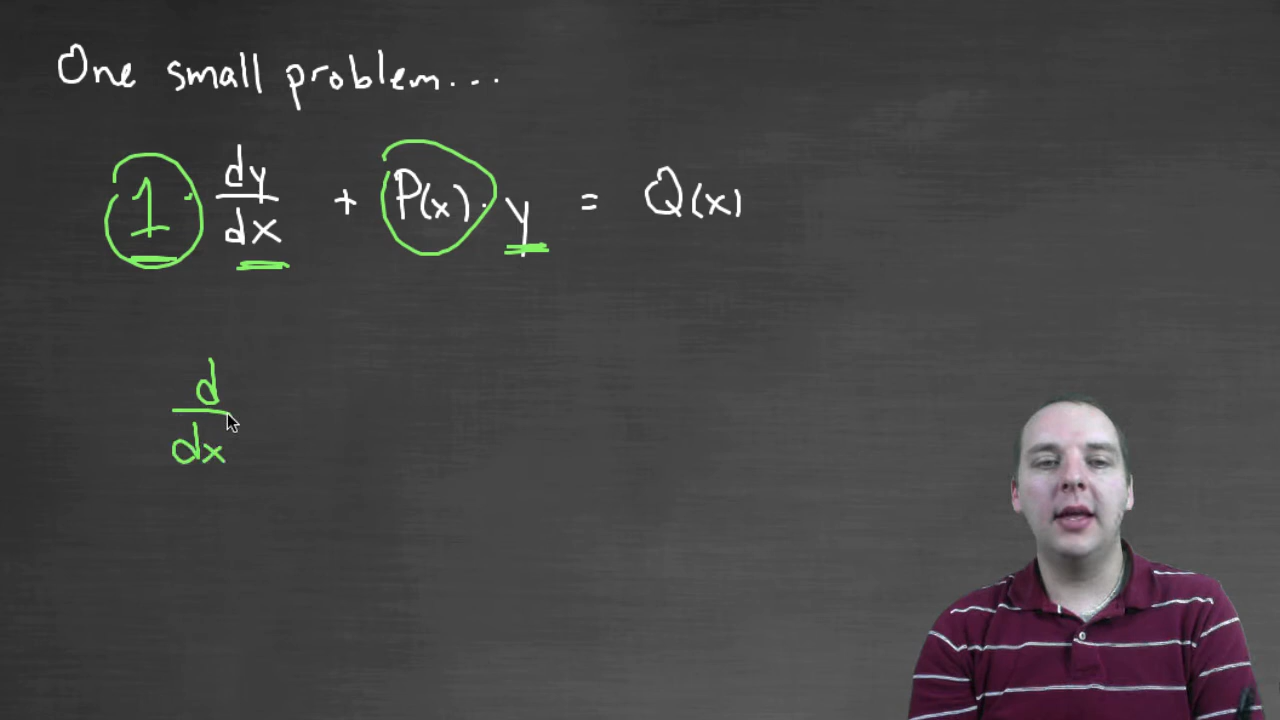 One small problem...
1 · dy/dx + P(x) · y = Q(x)
d/dx